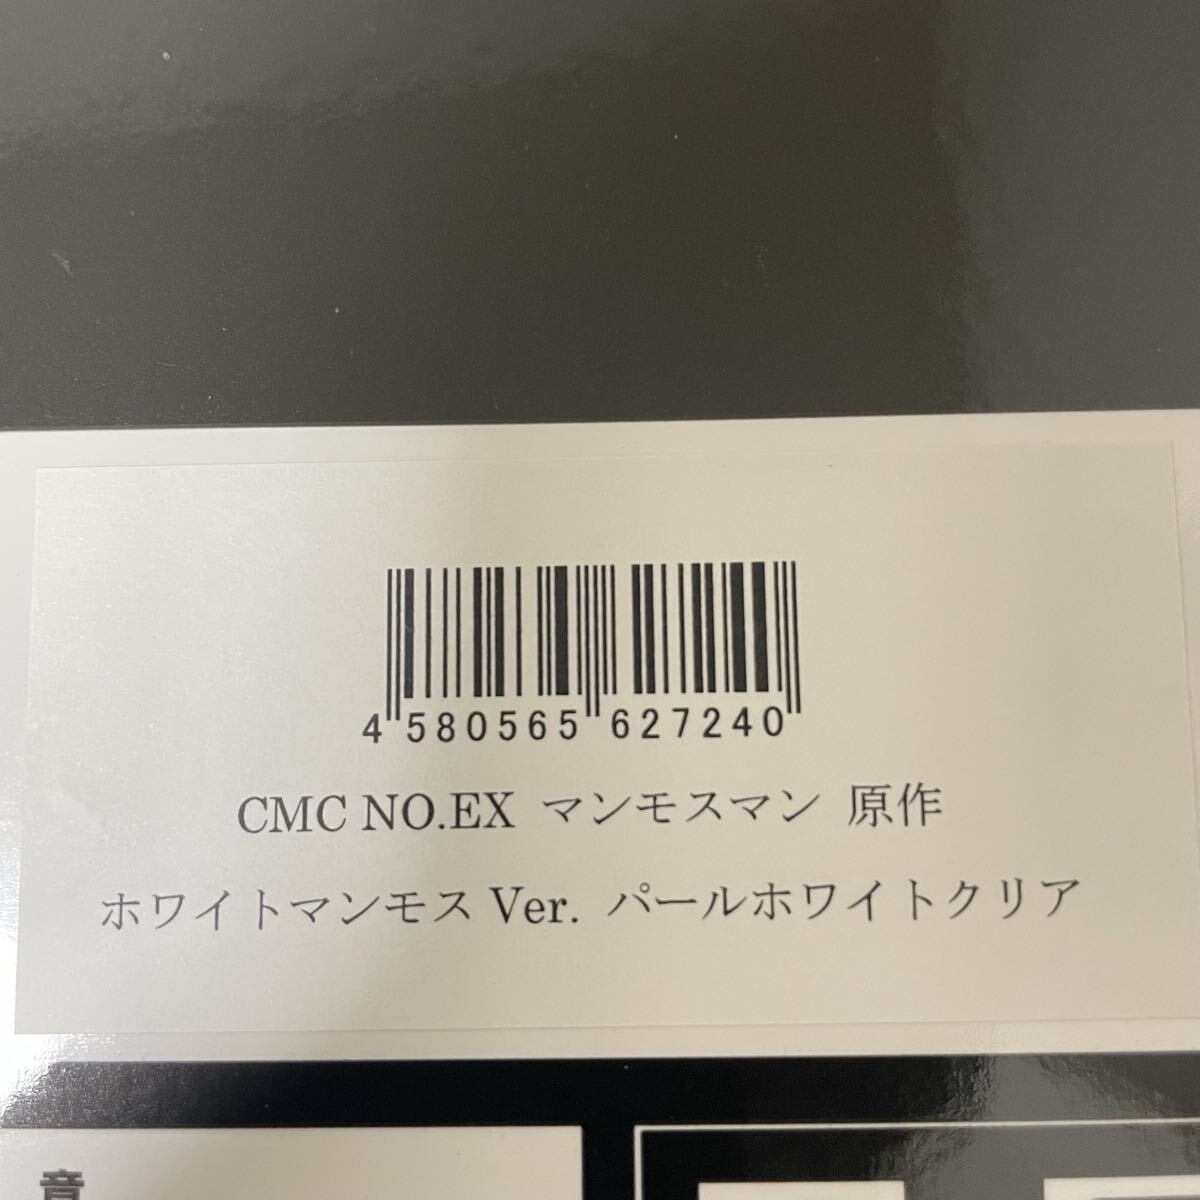 4 580565 627240
CMC NO.EX マンモスマン 原作
ホワイトマンモス Ver. パールホワイトクリア